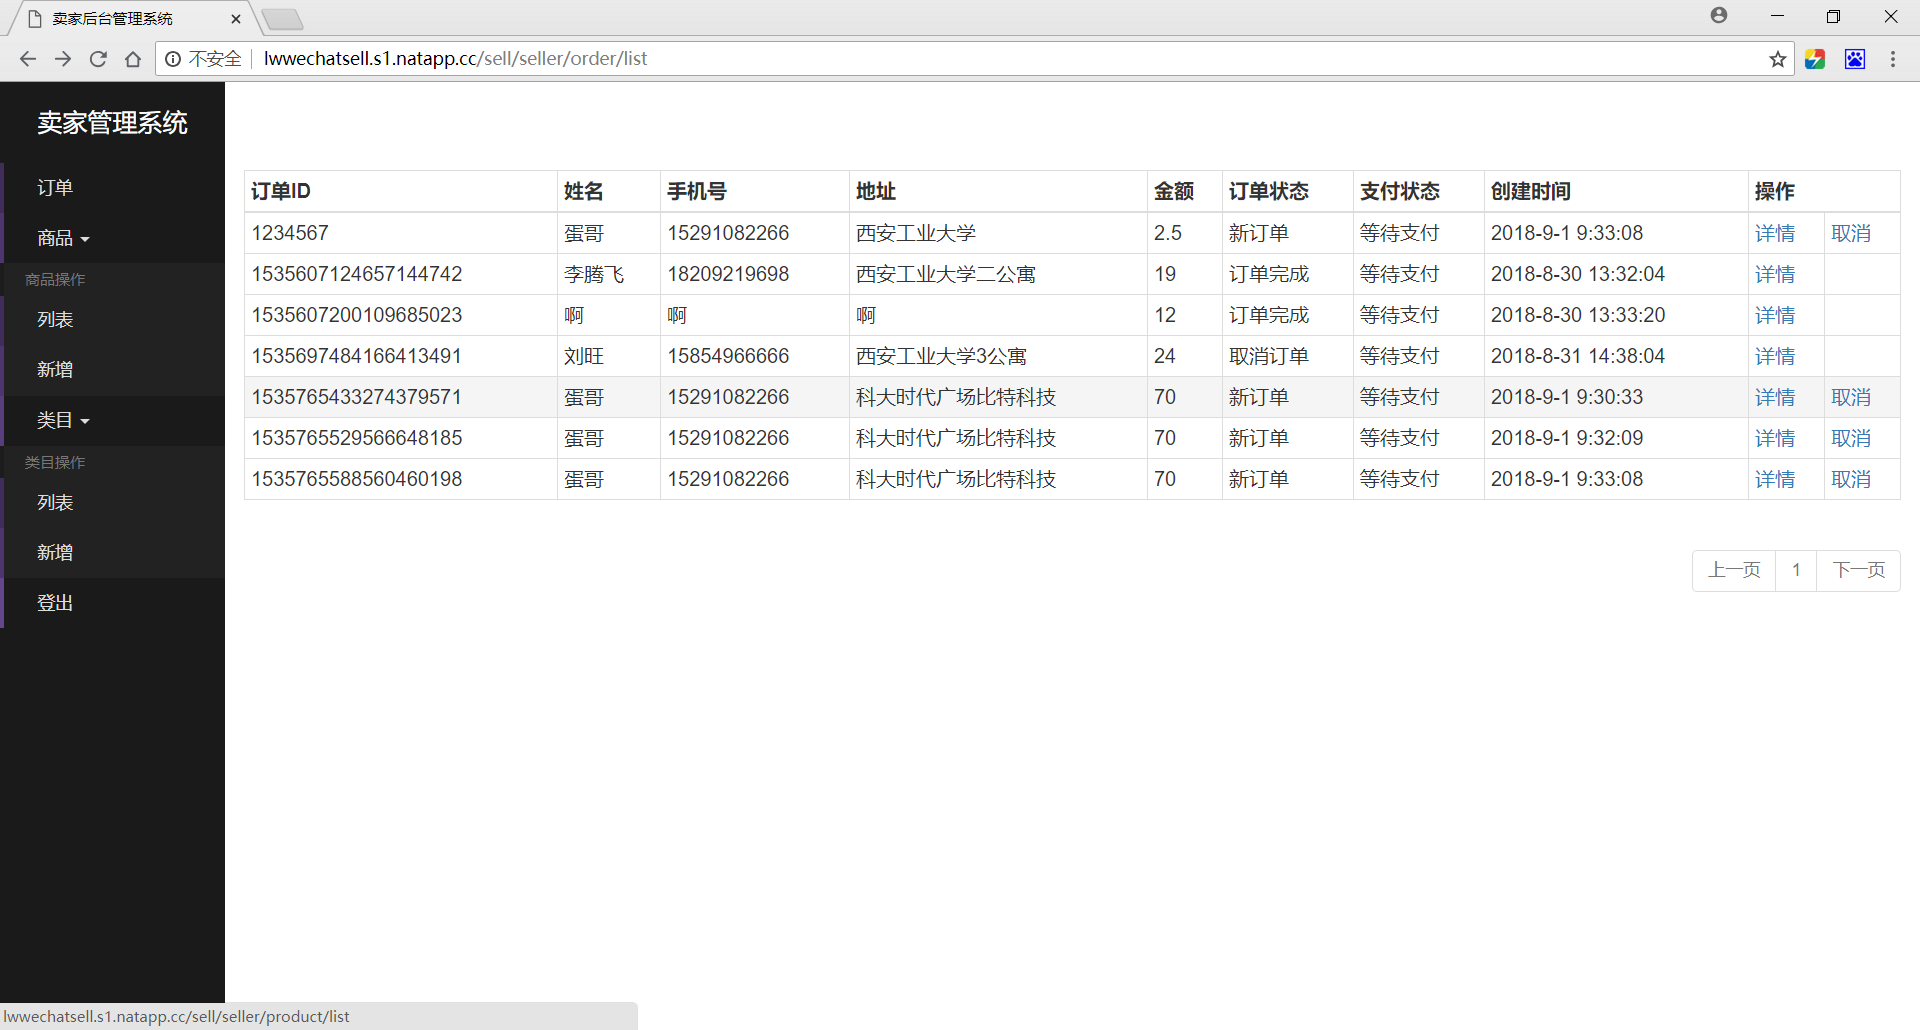 卖家后台管理系统
不安全 lwwechatsell.s1.natapp.cc/sell/seller/order/list
卖家管理系统
订单
商品
商品操作
列表
新增
类目
类目操作
列表
新增
登出
订单ID 姓名 手机号 地址 金额 订单状态 支付状态 创建时间 操作
1234567 蛋哥 15291082266 西安工业大学 2.5 新订单 等待支付 2018-9-1 9:33:08 详情 取消
1535607124657144742 李腾飞 18209219698 西安工业大学二公寓 19 订单完成 等待支付 2018-8-30 13:32:04 详情
1535607200109685023 啊 啊 啊 12 订单完成 等待支付 2018-8-30 13:33:20 详情
1535697484166413491 刘旺 15854966666 西安工业大学3公寓 24 取消订单 等待支付 2018-8-31 14:38:04 详情
1535765433274379571 蛋哥 15291082266 科大时代广场比特科技 70 新订单 等待支付 2018-9-1 9:30:33 详情 取消
1535765529566648185 蛋哥 15291082266 科大时代广场比特科技 70 新订单 等待支付 2018-9-1 9:32:09 详情 取消
1535765588560460198 蛋哥 15291082266 科大时代广场比特科技 70 新订单 等待支付 2018-9-1 9:33:08 详情 取消
上一页 1 下一页
lwwechatsell.s1.natapp.cc/sell/seller/product/list